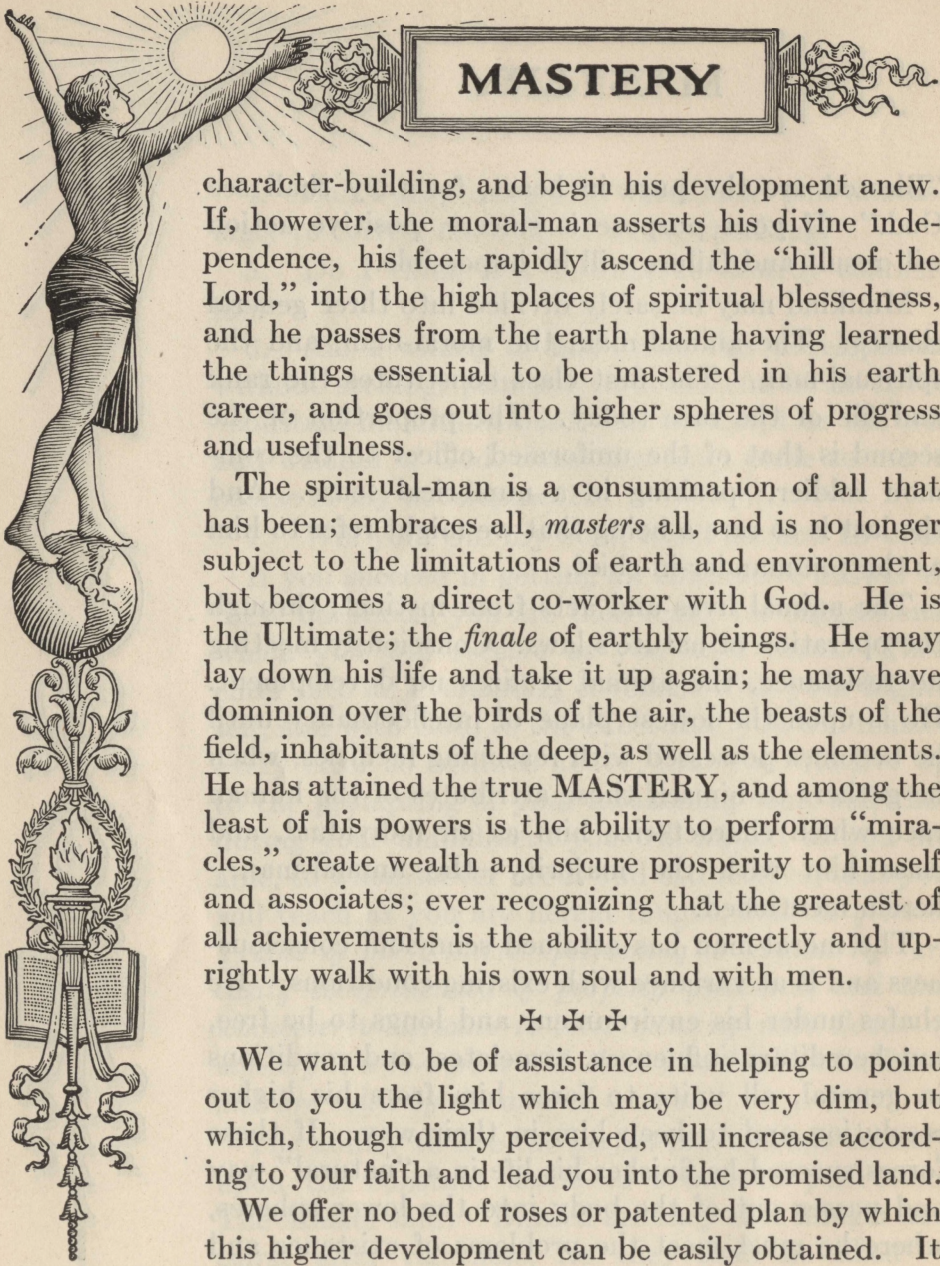 MASTERY
character-building, and begin his development anew.
If, however, the moral-man asserts his divine inde-
pendence, his feet rapidly ascend the “hill of the
Lord,” into the high places of spiritual blessedness,
and he passes from the earth plane having learned
the things essential to be mastered in his earth
career, and goes out into higher spheres of progress
and usefulness.
The spiritual-man is a consummation of all that
has been; embraces all, masters all, and is no longer
subject to the limitations of earth and environment,
but becomes a direct co-worker with God. He is
the Ultimate; the finale of earthly beings. He may
lay down his life and take it up again; he may have
dominion over the birds of the air, the beasts of the
field, inhabitants of the deep, as well as the elements.
He has attained the true MASTERY, and among the
least of his powers is the ability to perform “mira-
cles,” create wealth and secure prosperity to himself
and associates; ever recognizing that the greatest of
all achievements is the ability to correctly and up-
rightly walk with his own soul and with men.
We want to be of assistance in helping to point
out to you the light which may be very dim, but
which, though dimly perceived, will increase accord-
ing to your faith and lead you into the promised land.
We offer no bed of roses or patented plan by which
this higher development can be easily obtained. It